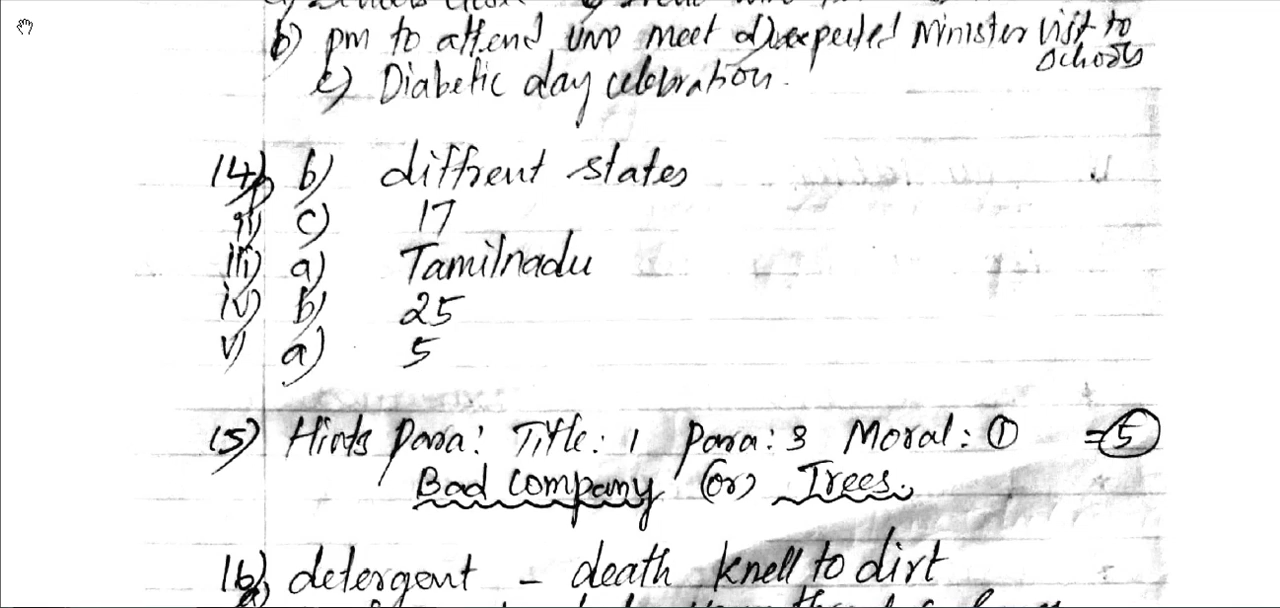 b) pm to attend UNO meet d) unexpected Minister visit to schools
e) Diabetic day celebration.
14) i) b) diffrent states
ii) c) 17
iii) a) Tamilnadu
iv) b) 25
v) a) 5
15) Hints para: Title: 1 para: 3 Moral: ① =⑤
Bad company (or) Trees.
16) a) detergent - death knell to dirt